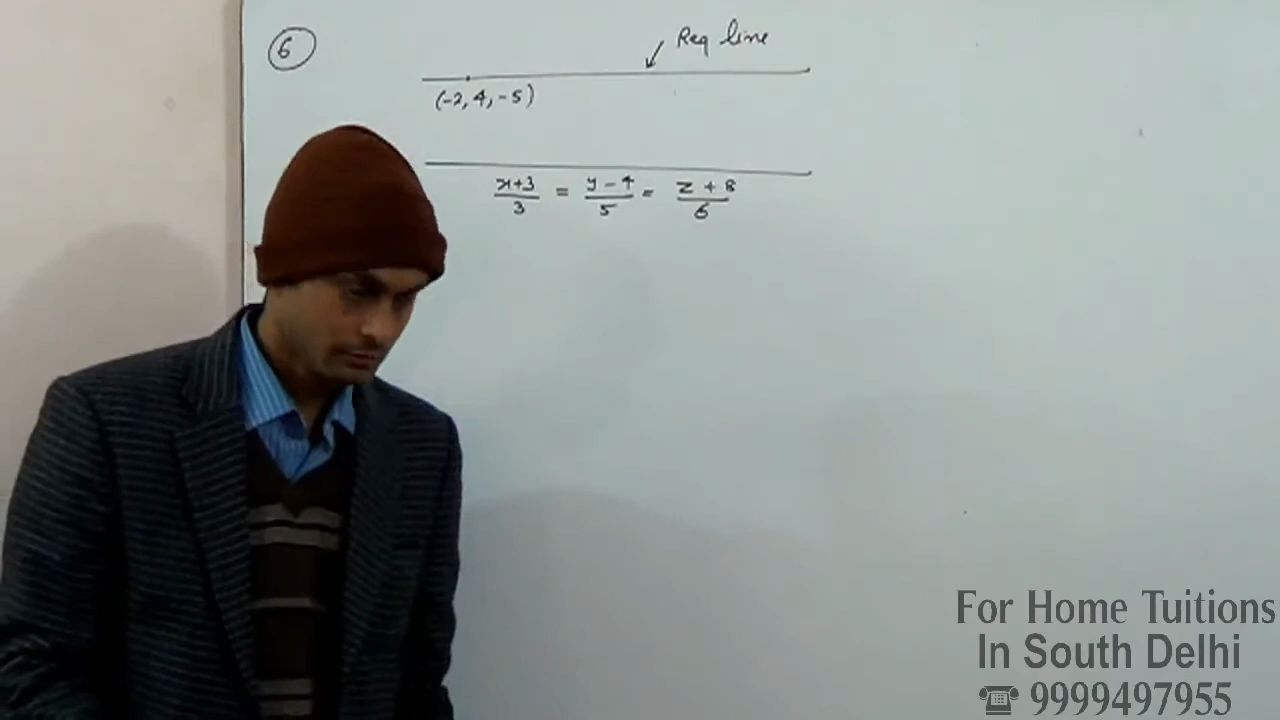 6
Req line
(-2, 4, -5)
x+3/3 = y-4/5 = z+8/6
For Home Tuitions
In South Delhi
☎ 9999497955